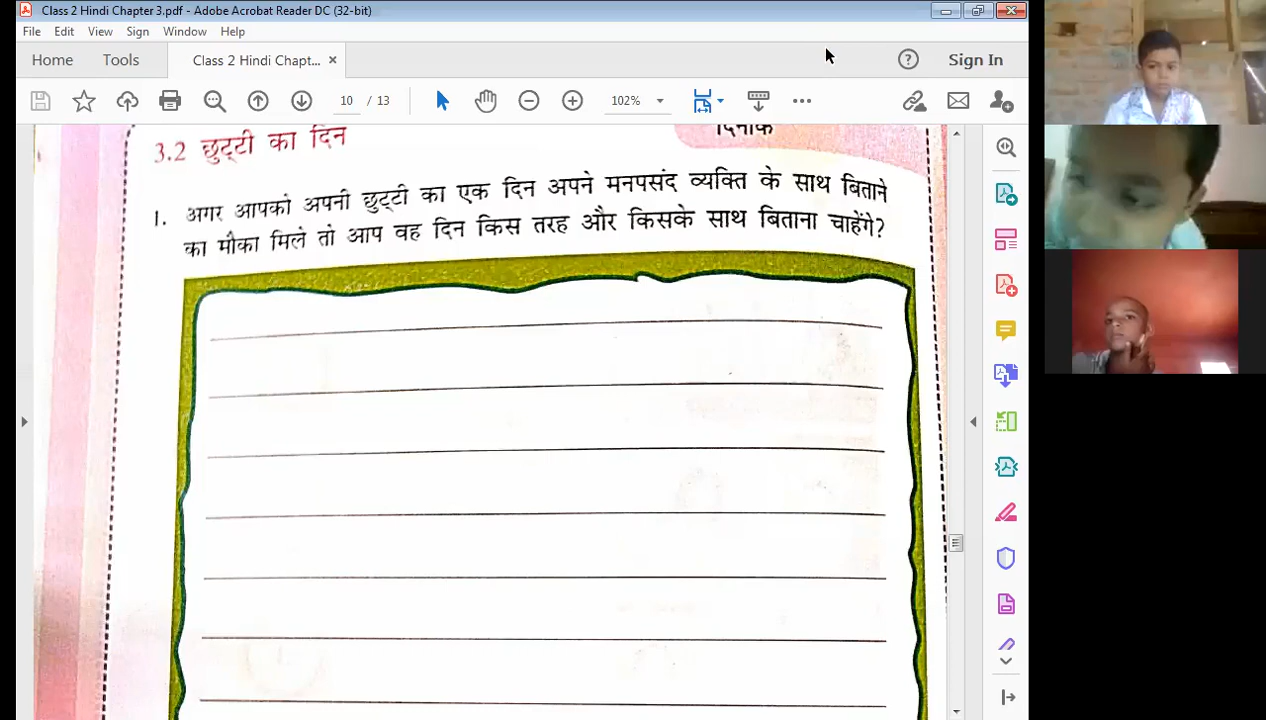 Class 2 Hindi Chapter 3.pdf - Adobe Acrobat Reader DC (32-bit)
File Edit View Sign Window Help
Home Tools Class 2 Hindi Chapt... × Sign In
10 / 13 102%
3.2 छुट्टी का दिन
दिनांक
1. अगर आपको अपनी छुट्टी का एक दिन अपने मनपसंद व्यक्ति के साथ बिताने
का मौका मिले तो आप वह दिन किस तरह और किसके साथ बिताना चाहेंगे?